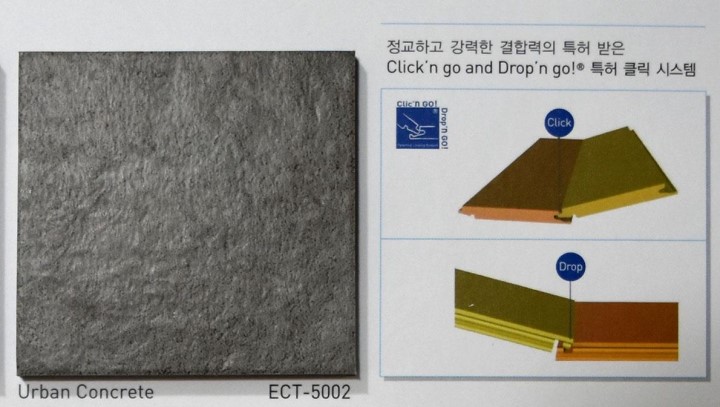 정교하고 강력한 결합력의 특허 받은
Click'n go and Drop'n go!® 특허 클릭 시스템
Clic'n GO!
Drop'n GO!
Click
Drop
Urban Concrete
ECT-5002